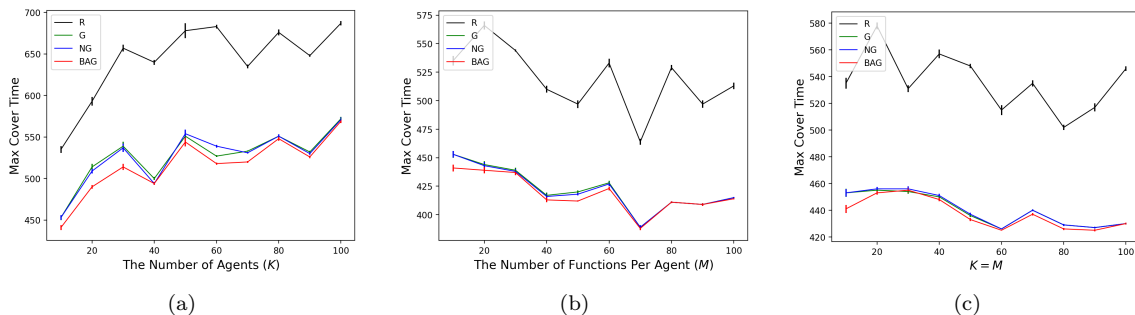 700
650
600
550
500
450
Max Cover Time
R
G
NG
BAG
20
40
60
80
100
The Number of Agents (K)
(a)
575
550
525
500
475
450
425
400
Max Cover Time
R
G
NG
BAG
20
40
60
80
100
The Number of Functions Per Agent (M)
(b)
580
560
540
520
500
480
460
440
420
Max Cover Time
R
G
NG
BAG
20
40
60
80
100
K = M
(c)